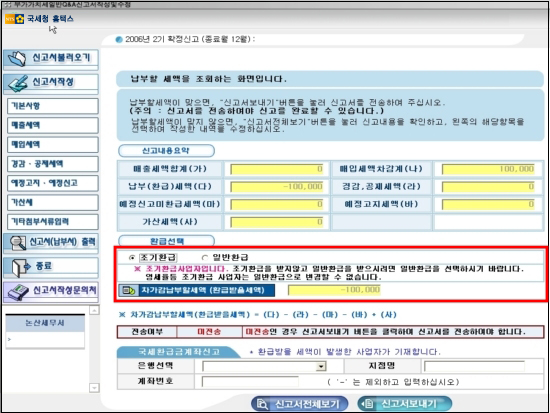 부가가치세일반Q&A신고서작성및수정
국세청 홈텍스
2006년 2기 확정신고 (종료월 12월) :
신고서불러오기
신고서작성
기본사항
매출세액
매입세액
경감 · 공제세액
예정고지 · 예정신고
가산세
기타첨부서류입력
신고서(납부서) 출력
종료
신고서작성문의처
논산세무서
>
납부할 세액을 조회하는 화면입니다.
납부할세액이 맞으면, "신고서보내기"버튼을 눌러 신고서를 전송하여 주십시오.
(주의 : 신고서를 전송하여야 신고를 완료할 수 있습니다.)
납부할세액이 맞지 않으면, "신고서전체보기"버튼을 눌러 신고내용을 확인하고, 왼쪽의 해당항목을
선택하여 작성한 내역을 수정하십시오.
신고내용요약
매출세액합계(가) 0 매입세액차감계(나) 100,000
납부(환급)세액(다) -100,000 경감,공제세액(라) 0
예정신고미환급세액(마) 0 예정고지세액(바) 0
가산세액(사) 0
환급선택
조기환급 일반환급
※ 조기환급사업자입니다. 조기환급을 받지않고 일반환급을 받으시려면 일반환급을 선택하시기 바랍니다.
영세율등 조기환급 사업자는 일반환급으로 변경할 수 없습니다.
차가감납부할세액 (환급받을세액) -100,000
※ 차가감납부할세액(환급받을세액) = (다) - (라) - (마) - (바) + (사)
전송여부 미전송 미전송인 경우 신고서보내기 버튼을 클릭하여 신고서를 전송하여야 합니다.
국세환급금계좌신고 + 환급받을 세액이 발생한 사업자가 기재합니다.
은행선택 지점명
계좌번호 ( '-' 는 제외하고 입력하십시오)
신고서전체보기 신고서보내기